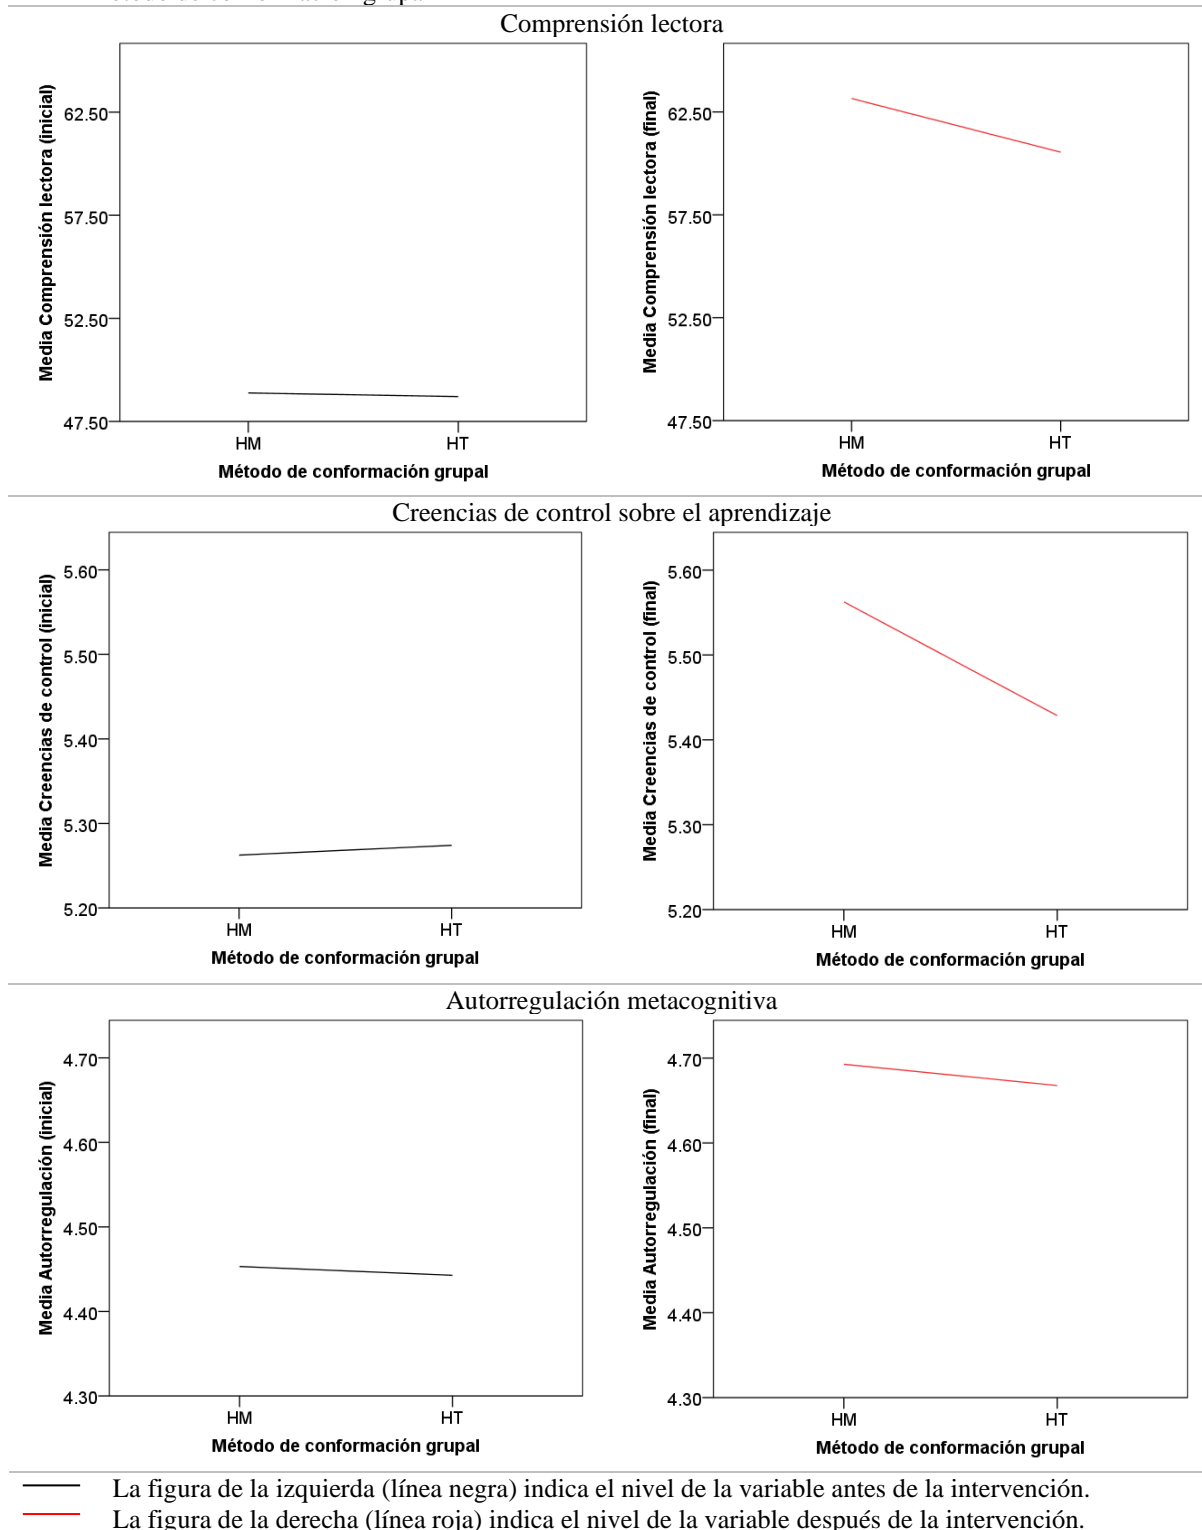 Comprensión lectora
Media Comprensión lectora (inicial)
62.50
57.50
52.50
47.50
HM
HT
Método de conformación grupal
Media Comprensión lectora (final)
62.50
57.50
52.50
47.50
HM
HT
Método de conformación grupal
Creencias de control sobre el aprendizaje
Media Creencias de control (inicial)
5.60
5.50
5.40
5.30
5.20
HM
HT
Método de conformación grupal
Media Creencias de control (final)
5.60
5.50
5.40
5.30
5.20
HM
HT
Método de conformación grupal
Autorregulación metacognitiva
Media Autorregulación (inicial)
4.70
4.60
4.50
4.40
4.30
HM
HT
Método de conformación grupal
Media Autorregulación (final)
4.70
4.60
4.50
4.40
4.30
HM
HT
Método de conformación grupal
La figura de la izquierda (línea negra) indica el nivel de la variable antes de la intervención.
La figura de la derecha (línea roja) indica el nivel de la variable después de la intervención.